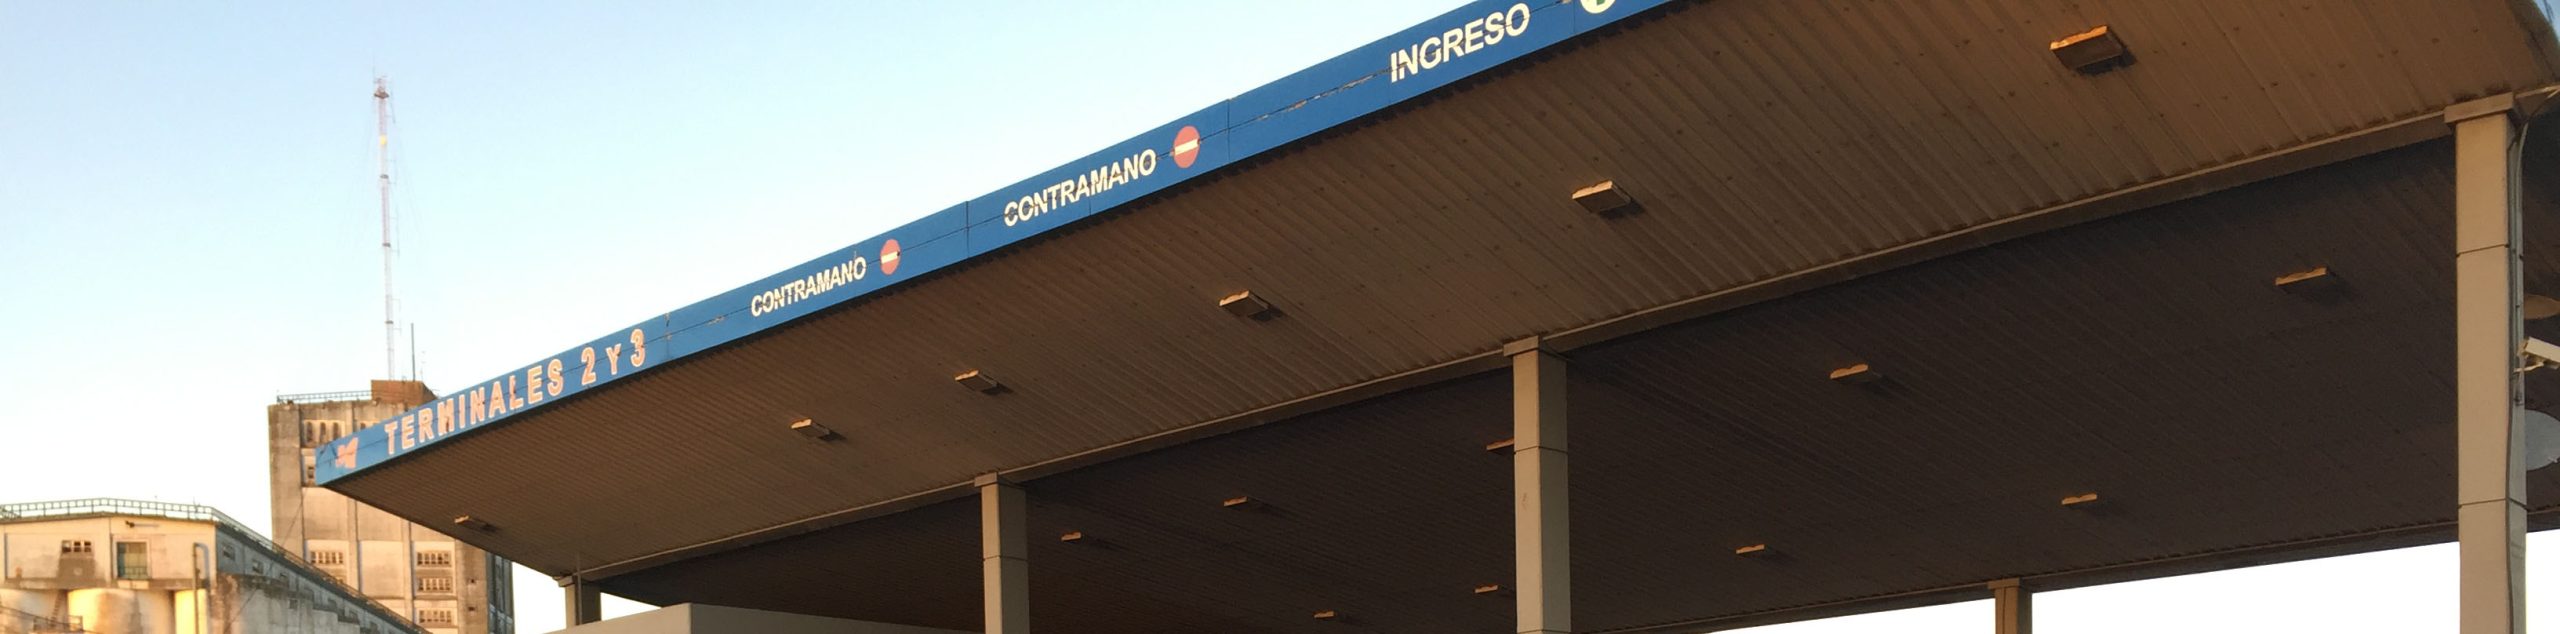 TERMINALES 2 Y 3
CONTRAMANO
CONTRAMANO
INGRESO